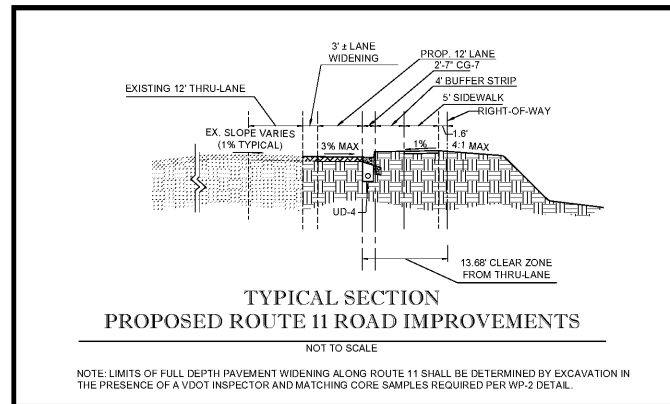 3' ± LANE
WIDENING
PROP. 12' LANE
2'-7" CG-7
4' BUFFER STRIP
5' SIDEWALK
RIGHT-OF-WAY
EXISTING 12' THRU-LANE
1.6'
EX. SLOPE VARIES
(1% TYPICAL)
3% MAX
1%
4:1 MAX
UD-4
13.68' CLEAR ZONE
FROM THRU-LANE
TYPICAL SECTION
PROPOSED ROUTE 11 ROAD IMPROVEMENTS
NOT TO SCALE
NOTE: LIMITS OF FULL DEPTH PAVEMENT WIDENING ALONG ROUTE 11 SHALL BE DETERMINED BY EXCAVATION IN
THE PRESENCE OF A VDOT INSPECTOR AND MATCHING CORE SAMPLES REQUIRED PER WP-2 DETAIL.